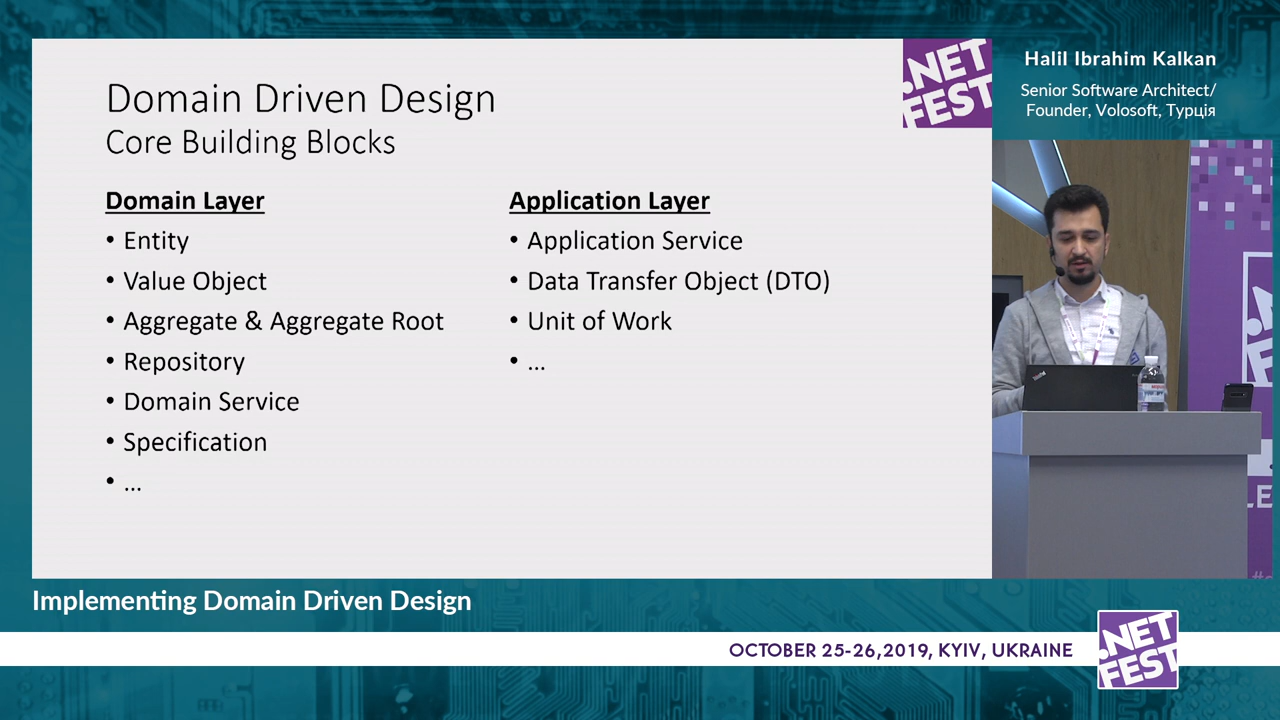 Domain Driven Design
Core Building Blocks
Domain Layer
• Entity
• Value Object
• Aggregate & Aggregate Root
• Repository
• Domain Service
• Specification
• ...
Application Layer
• Application Service
• Data Transfer Object (DTO)
• Unit of Work
• ...
.NET
FEST
Halil Ibrahim Kalkan
Senior Software Architect/
Founder, Volosoft, Турція
Implementing Domain Driven Design
OCTOBER 25-26,2019, KYIV, UKRAINE
.NET
FEST